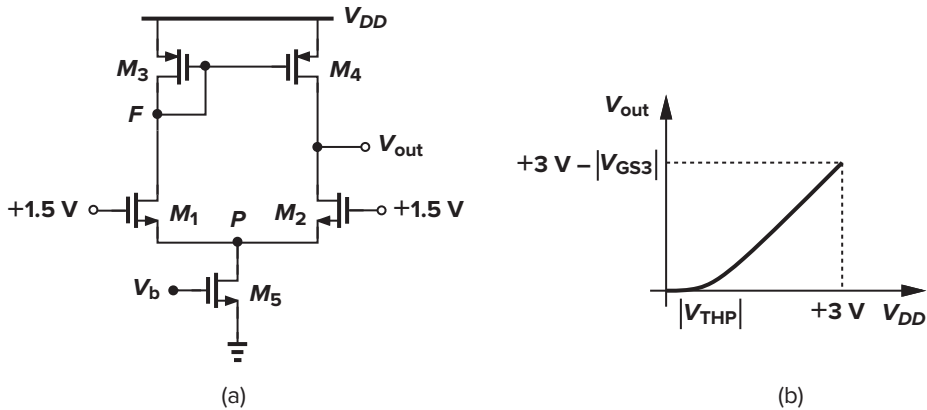 V_DD
M_3
M_4
F
V_out
+1.5 V
M_1
P
M_2
+1.5 V
V_b
M_5
(a)
V_out
+3 V – |V_GS3|
|V_THP|
+3 V
V_DD
(b)